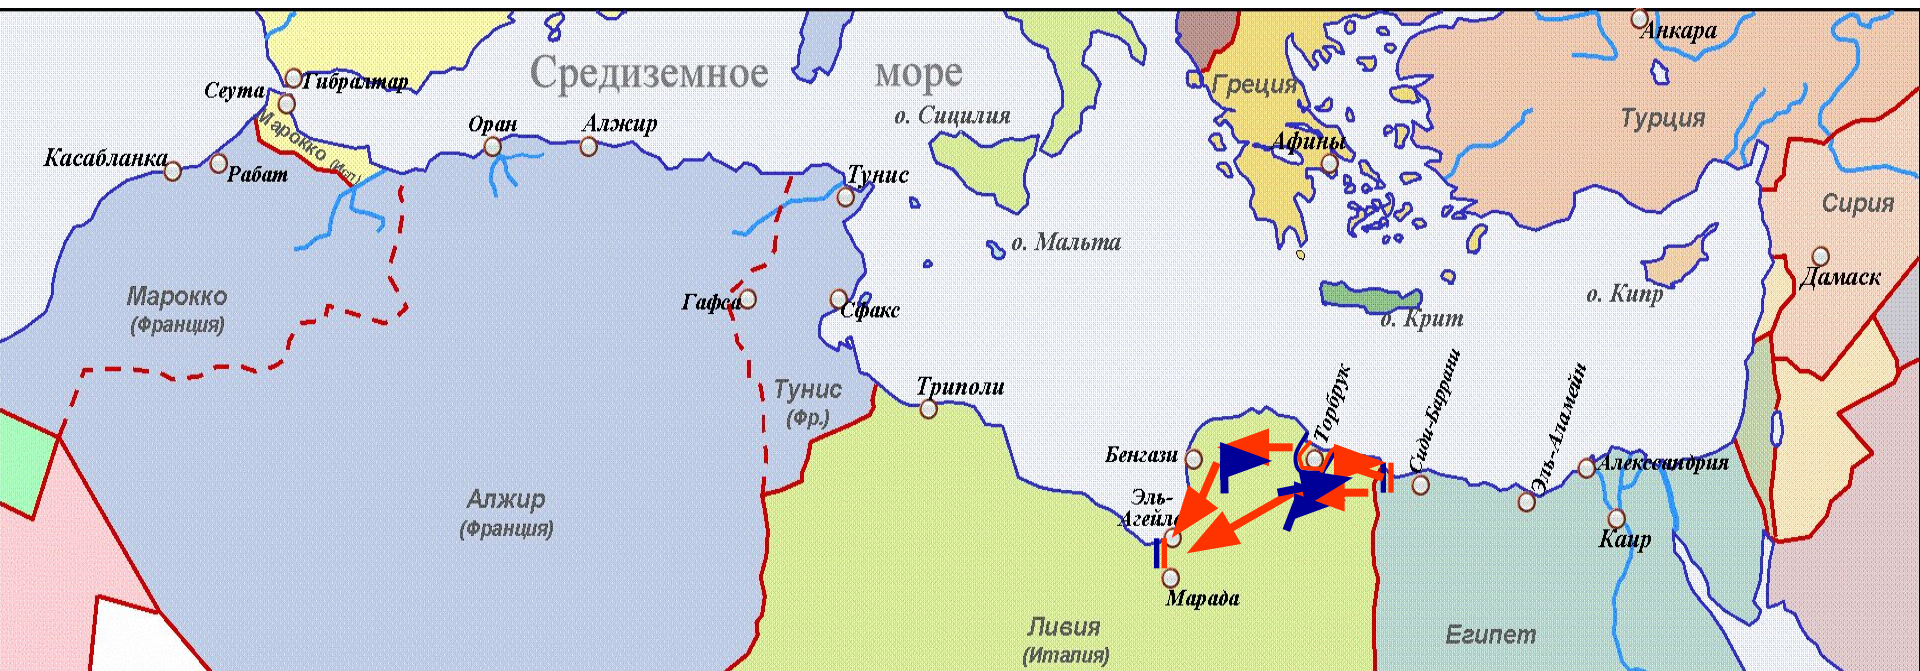 Анкара
Средиземное море
Гибралтар
Сеута
Греция
о. Сицилия
Турция
Марокко (Исп)
Оран
Алжир
Афины
Касабланка
Рабат
Тунис
Сирия
о. Мальта
Дамаск
Марокко
(Франция)
Гафса
Сфакс
о. Кипр
о. Крит
Тунис
(Фр.)
Триполи
Торбрук
Сиди-Баррани
Эль-Аламейн
Бенгази
Александрия
Алжир
(Франция)
Эль-
Агейла
Каир
Марада
Ливия
(Италия)
Египет